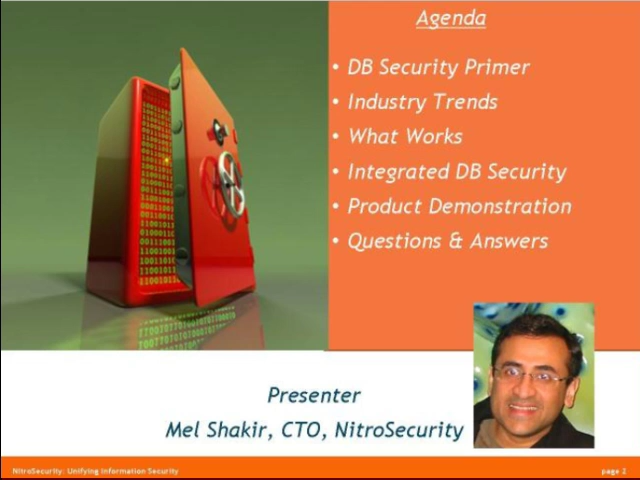 Agenda
• DB Security Primer
• Industry Trends
• What Works
• Integrated DB Security
• Product Demonstration
• Questions & Answers
Presenter
Mel Shakir, CTO, NitroSecurity
NitroSecurity: Unifying Information Security
page 2